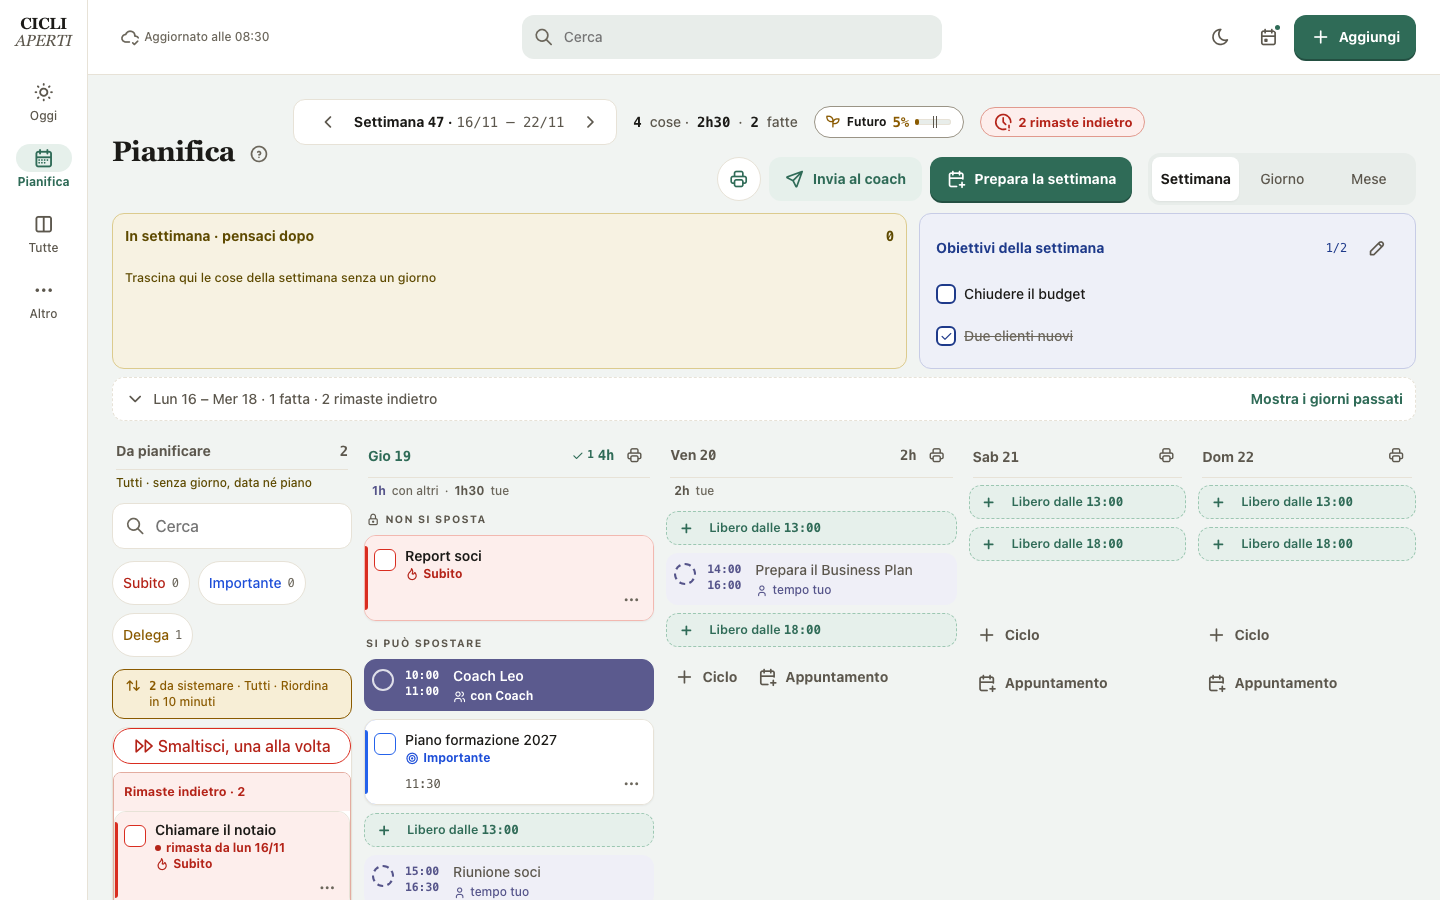 CICLI
APERTI
Aggiornato alle 08:30
Cerca
Aggiungi
Oggi
Pianifica
Tutte
Altro
Pianifica
Settimana 47 · 16/11 – 22/11
4 cose · 2h30 · 2 fatte
Futuro 5%
2 rimaste indietro
Invia al coach
Prepara la settimana
Settimana
Giorno
Mese
In settimana · pensaci dopo
0
Trascina qui le cose della settimana senza un giorno
Obiettivi della settimana
1/2
Chiudere il budget
Due clienti nuovi
Lun 16 – Mer 18 · 1 fatta · 2 rimaste indietro
Mostra i giorni passati
Da pianificare
2
Tutti · senza giorno, data né piano
Cerca
Subito 0
Importante 0
Delega 1
2 da sistemare · Tutti · Riordina
in 10 minuti
Smaltisci, una alla volta
Rimaste indietro · 2
Chiamare il notaio
rimasta da lun 16/11
Subito
Gio 19
1 4h
1h con altri · 1h30 tue
NON SI SPOSTA
Report soci
Subito
SI PUÒ SPOSTARE
10:00
11:00
Coach Leo
con Coach
Piano formazione 2027
Importante
11:30
Libero dalle 13:00
15:00
16:30
Riunione soci
tempo tuo
Ven 20
2h
2h tue
Libero dalle 13:00
14:00
16:00
Prepara il Business Plan
tempo tuo
Libero dalle 18:00
Ciclo
Appuntamento
Sab 21
Libero dalle 13:00
Libero dalle 18:00
Ciclo
Appuntamento
Dom 22
Libero dalle 13:00
Libero dalle 18:00
Ciclo
Appuntamento